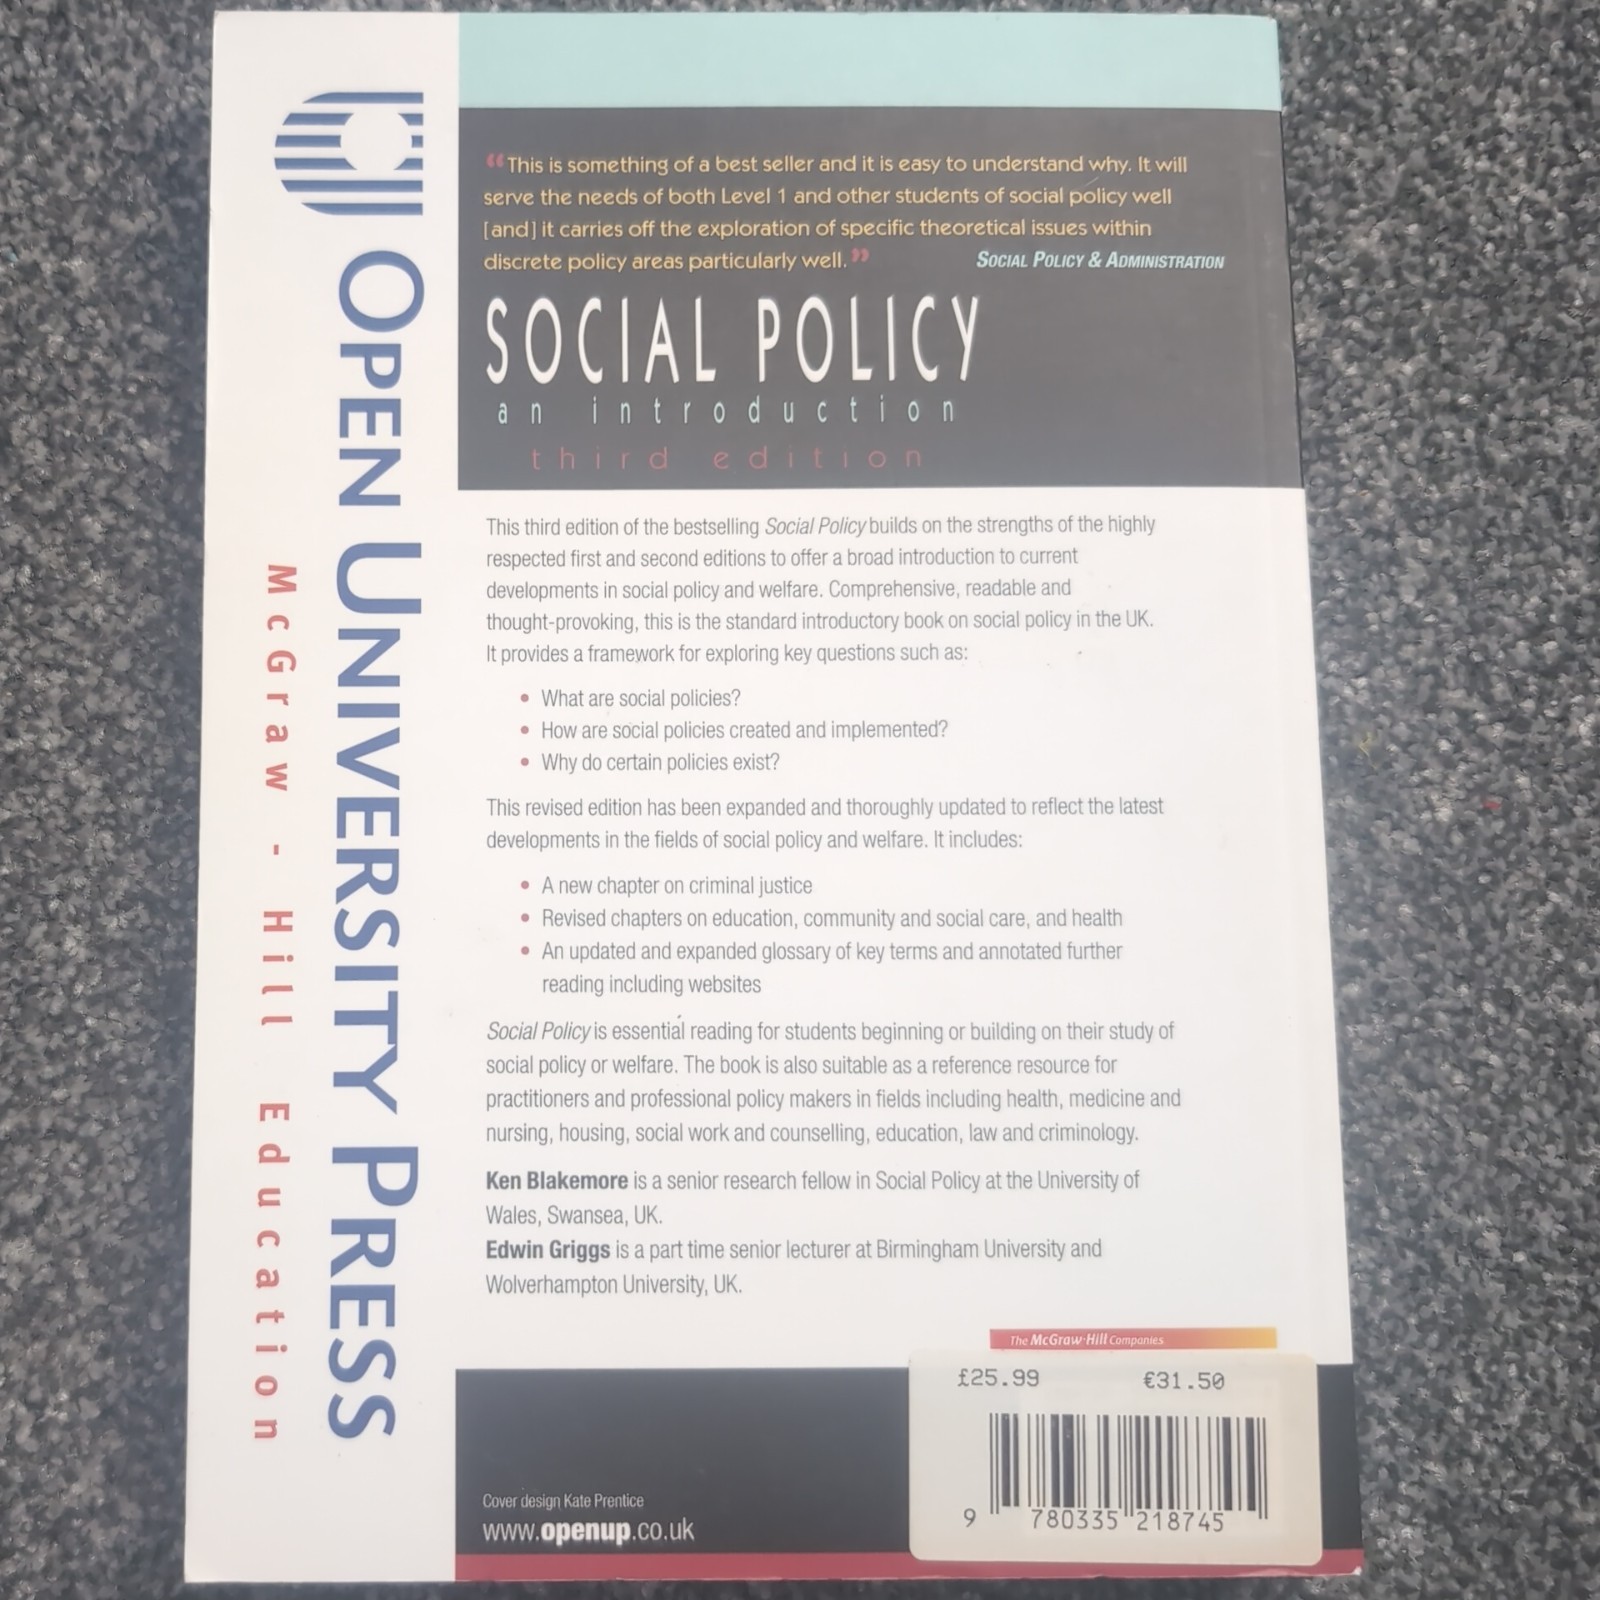 OPEN UNIVERSITY PRESS
McGraw - Hill Education
“This is something of a best seller and it is easy to understand why. It will
serve the needs of both Level 1 and other students of social policy well
[and] it carries off the exploration of specific theoretical issues within
discrete policy areas particularly well.” SOCIAL POLICY & ADMINISTRATION
SOCIAL POLICY
an introduction
third edition
This third edition of the bestselling Social Policy builds on the strengths of the highly
respected first and second editions to offer a broad introduction to current
developments in social policy and welfare. Comprehensive, readable and
thought-provoking, this is the standard introductory book on social policy in the UK.
It provides a framework for exploring key questions such as:
• What are social policies?
• How are social policies created and implemented?
• Why do certain policies exist?
This revised edition has been expanded and thoroughly updated to reflect the latest
developments in the fields of social policy and welfare. It includes:
• A new chapter on criminal justice
• Revised chapters on education, community and social care, and health
• An updated and expanded glossary of key terms and annotated further
reading including websites
Social Policy is essential reading for students beginning or building on their study of
social policy or welfare. The book is also suitable as a reference resource for
practitioners and professional policy makers in fields including health, medicine and
nursing, housing, social work and counselling, education, law and criminology.
Ken Blakemore is a senior research fellow in Social Policy at the University of
Wales, Swansea, UK.
Edwin Griggs is a part time senior lecturer at Birmingham University and
Wolverhampton University, UK.
The McGraw·Hill Companies
£25.99 €31.50
9 780335 218745
Cover design Kate Prentice
www.openup.co.uk